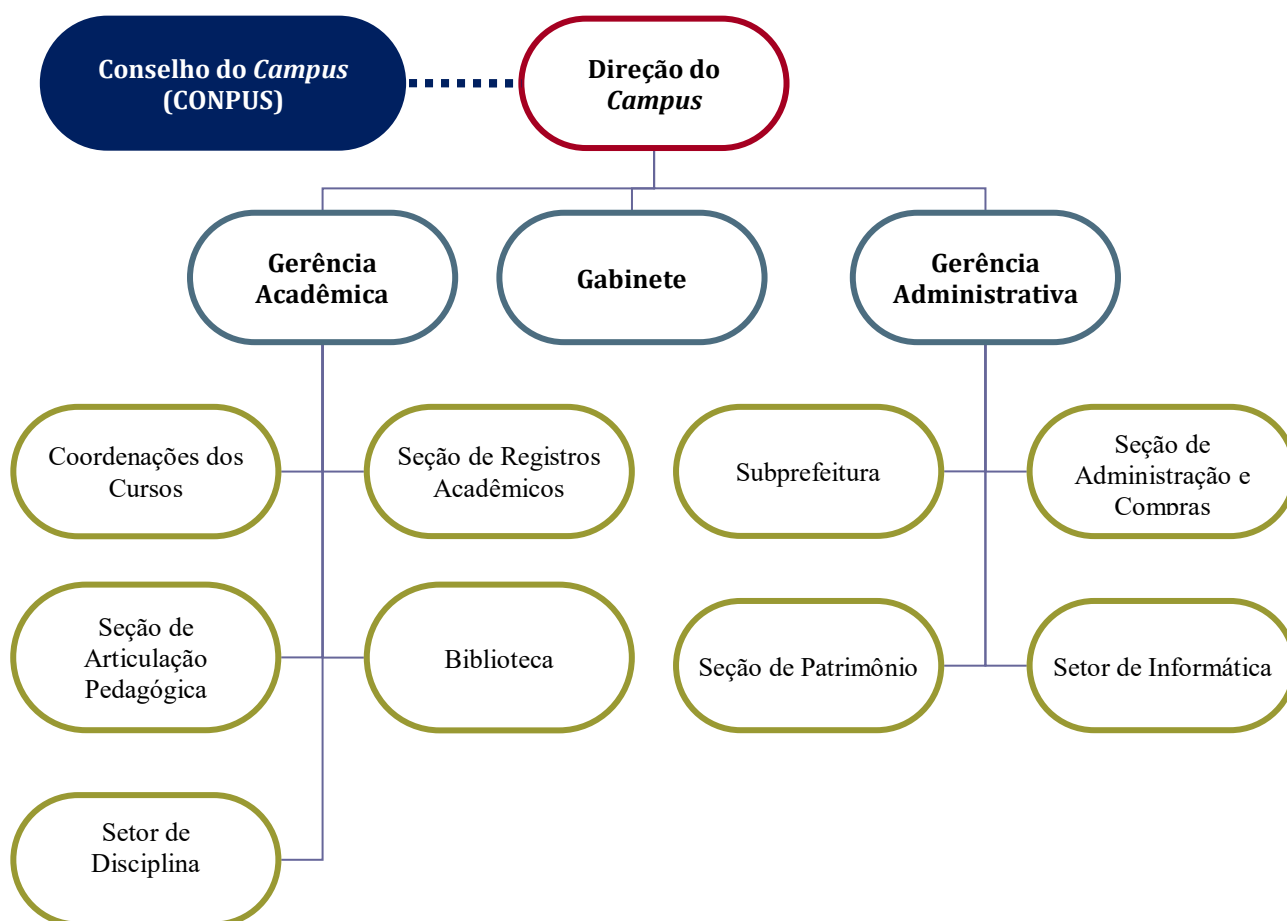 Conselho do Campus
(CONPUS)
Direção do
Campus
Gerência
Acadêmica
Gabinete
Gerência
Administrativa
Coordenações dos
Cursos
Seção de Registros
Acadêmicos
Subprefeitura
Seção de
Administração e
Compras
Seção de
Articulação
Pedagógica
Biblioteca
Seção de Patrimônio
Setor de Informática
Setor de
Disciplina